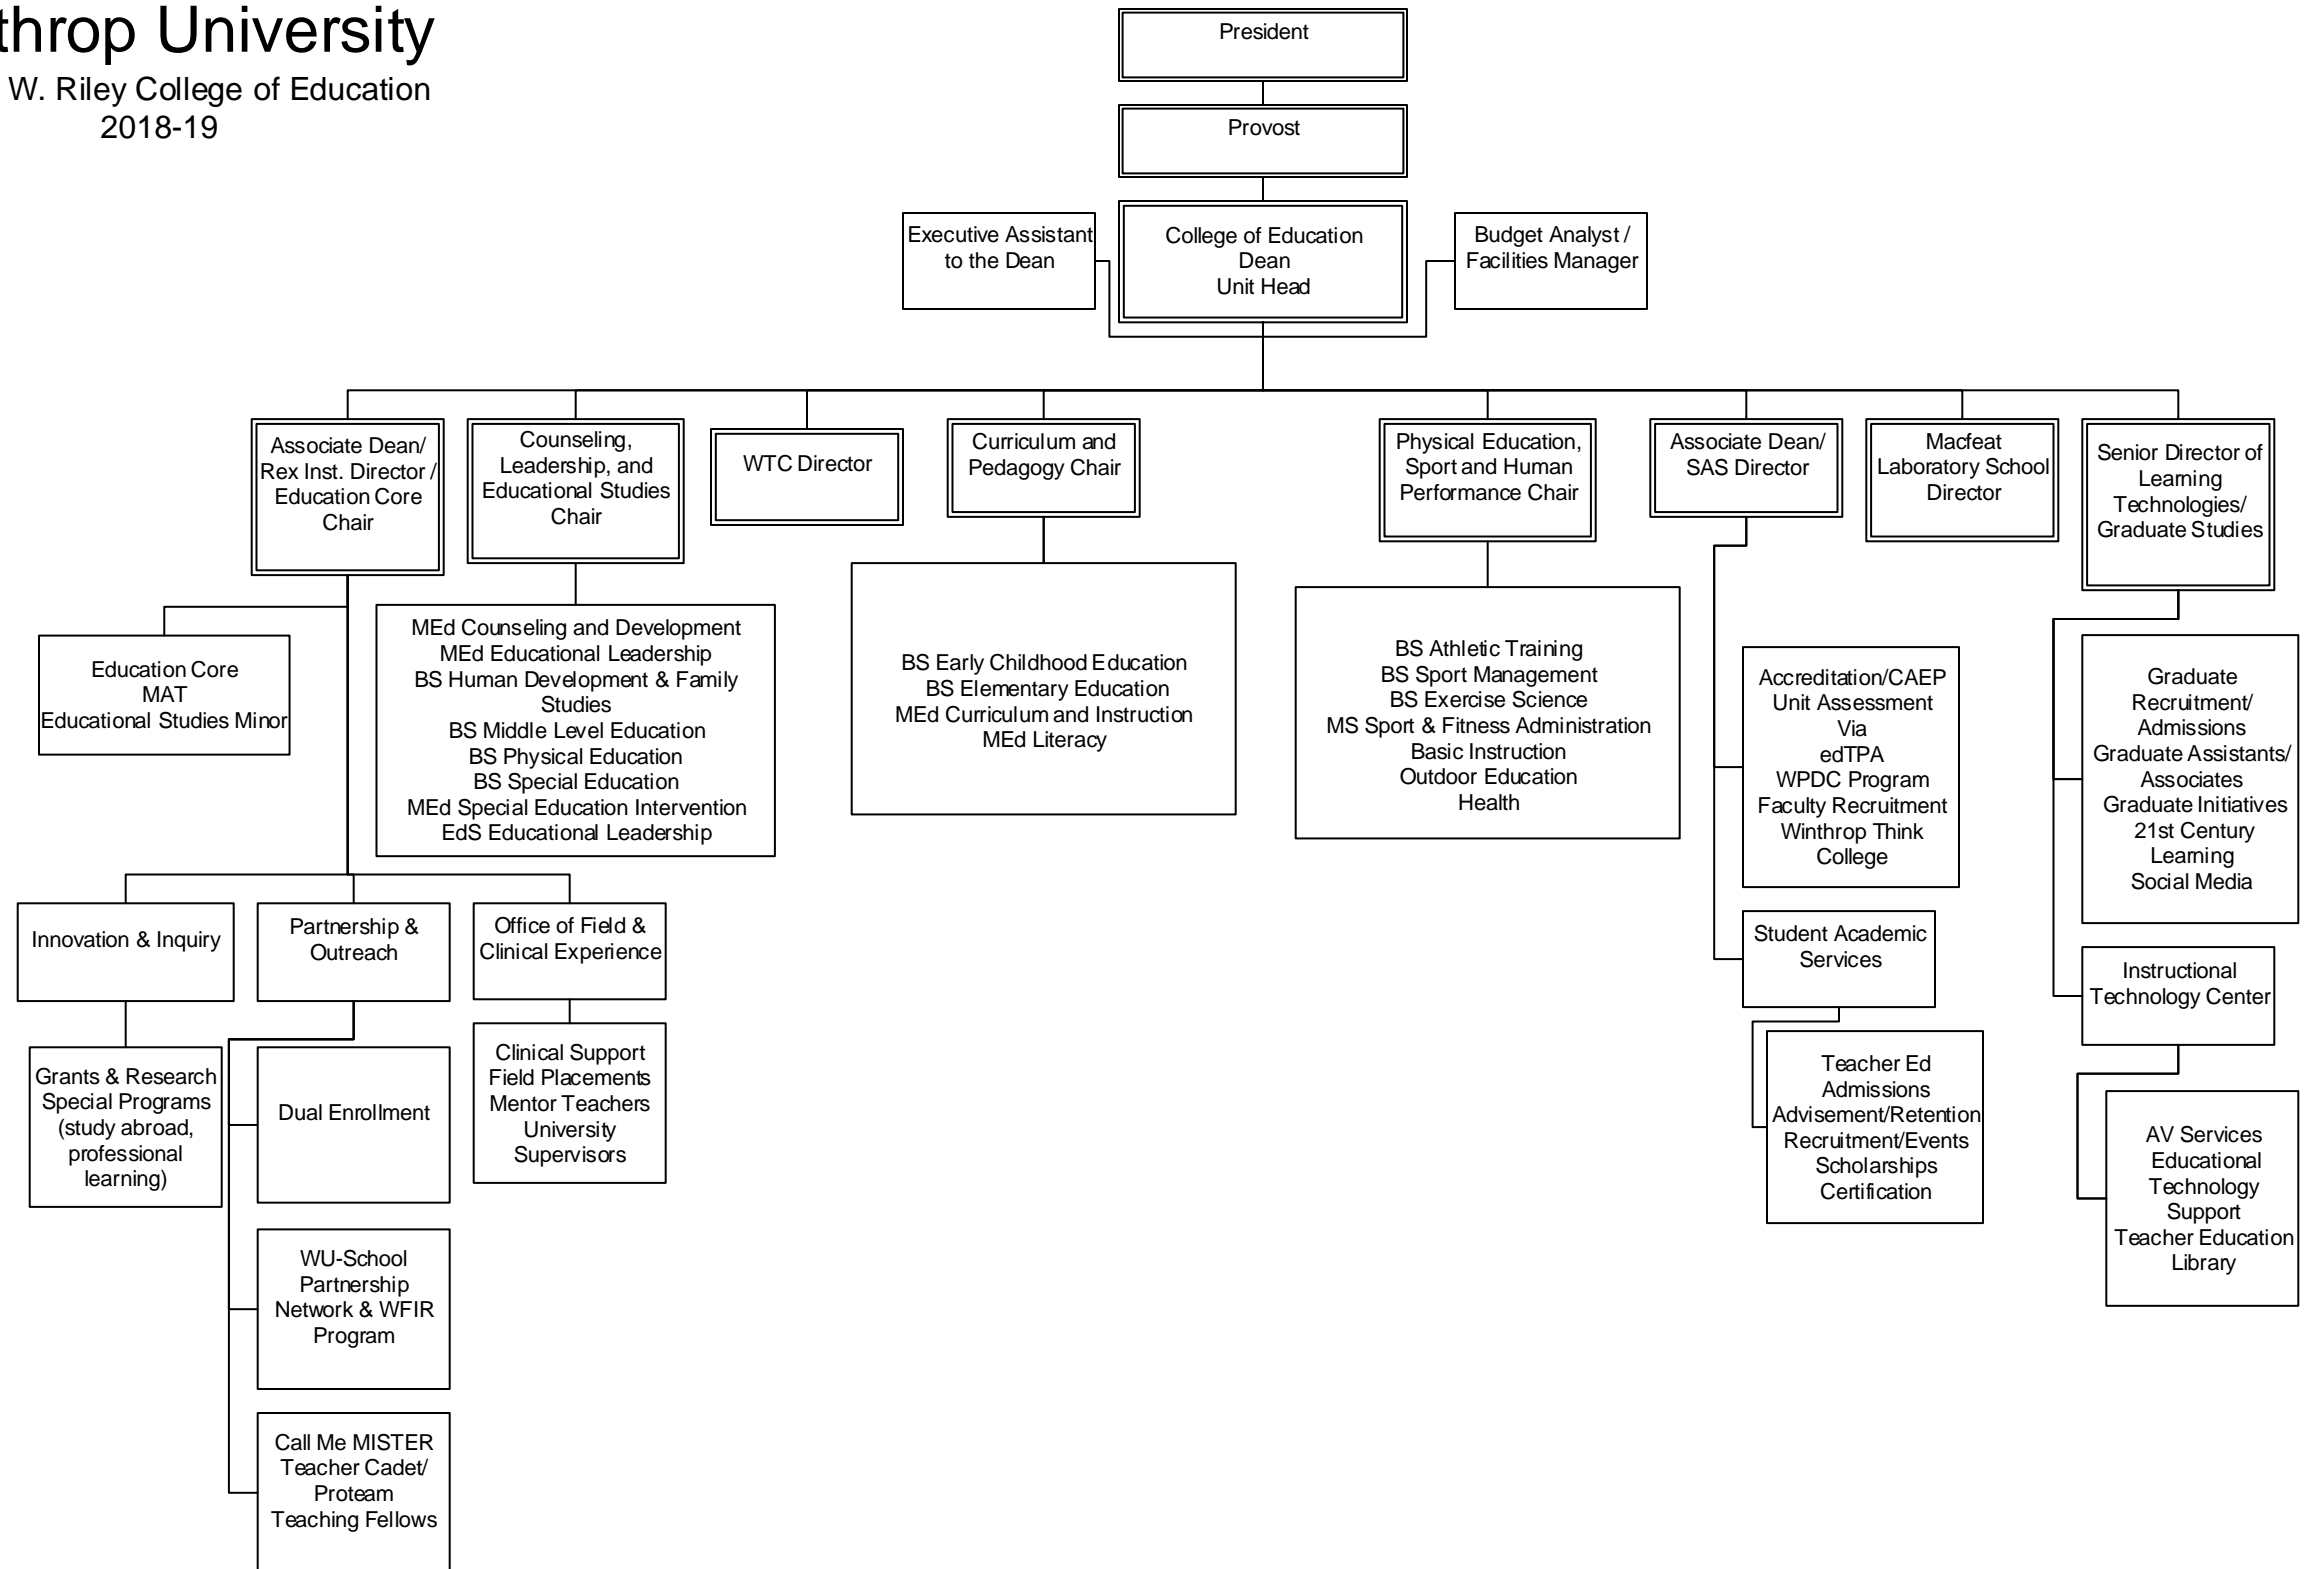 throp University
W. Riley College of Education
2018-19
President
Provost
Executive Assistant
to the Dean
College of Education
Dean
Unit Head
Budget Analyst /
Facilities Manager
Associate Dean/
Rex Inst. Director /
Education Core
Chair
Counseling,
Leadership, and
Educational Studies
Chair
WTC Director
Curriculum and
Pedagogy Chair
Physical Education,
Sport and Human
Performance Chair
Associate Dean/
SAS Director
Macfeat
Laboratory School
Director
Senior Director of
Learning
Technologies/
Graduate Studies
Education Core
MAT
Educational Studies Minor
MEd Counseling and Development
MEd Educational Leadership
BS Human Development & Family
Studies
BS Middle Level Education
BS Physical Education
BS Special Education
MEd Special Education Intervention
EdS Educational Leadership
BS Early Childhood Education
BS Elementary Education
MEd Curriculum and Instruction
MEd Literacy
BS Athletic Training
BS Sport Management
BS Exercise Science
MS Sport & Fitness Administration
Basic Instruction
Outdoor Education
Health
Accreditation/CAEP
Unit Assessment
Via
edTPA
WPDC Program
Faculty Recruitment
Winthrop Think
College
Graduate
Recruitment/
Admissions
Graduate Assistants/
Associates
Graduate Initiatives
21st Century
Learning
Social Media
Innovation & Inquiry
Partnership &
Outreach
Office of Field &
Clinical Experience
Student Academic
Services
Instructional
Technology Center
Grants & Research
Special Programs
(study abroad,
professional
learning)
Dual Enrollment
Clinical Support
Field Placements
Mentor Teachers
University
Supervisors
Teacher Ed
Admissions
Advisement/Retention
Recruitment/Events
Scholarships
Certification
AV Services
Educational
Technology
Support
Teacher Education
Library
WU-School
Partnership
Network & WFIR
Program
Call Me MISTER
Teacher Cadet/
Proteam
Teaching Fellows